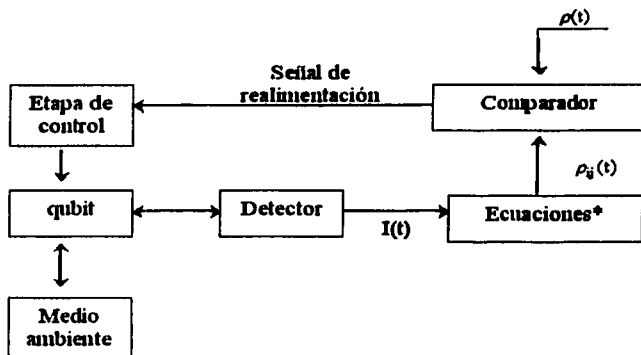 ρ(t)
Señal de
realimentación
Etapa de
control
Comparador
ρij(t)
qubit
Detector
I(t)
Ecuaciones*
Medio
ambiente